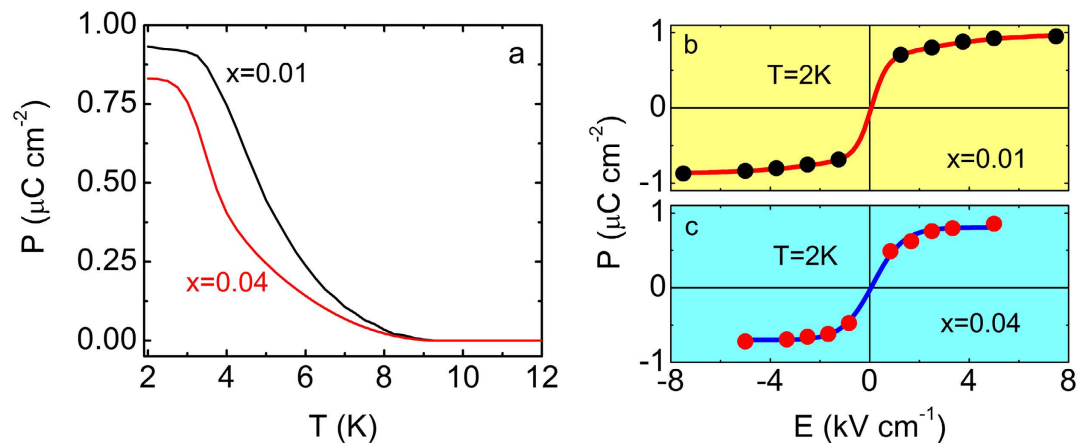 a
1.00
0.75
0.50
0.25
0.00
P (μC cm⁻²)
x=0.01
x=0.04
2 4 6 8 10 12
T (K)
b
1
0
-1
T=2K
x=0.01
P (μC cm⁻²)
c
1
0
-1
T=2K
x=0.04
-8 -4 0 4 8
E (kV cm⁻¹)